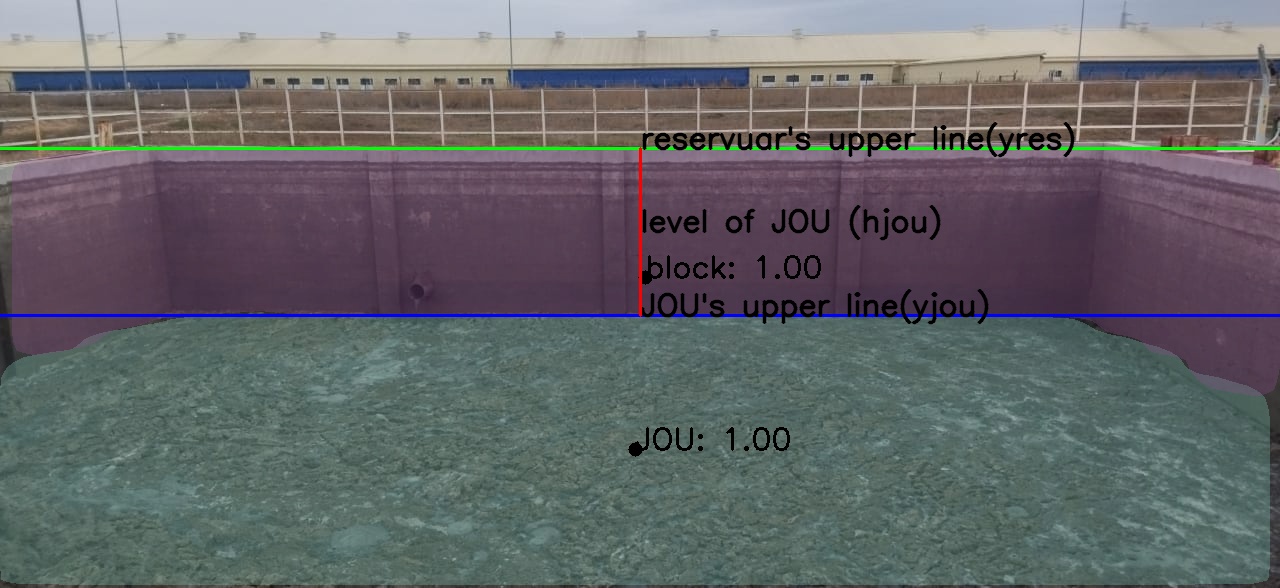 reservuar's upper line(yres)
level of JOU (hjou)
block: 1.00
JOU's upper line(yjou)
JOU: 1.00